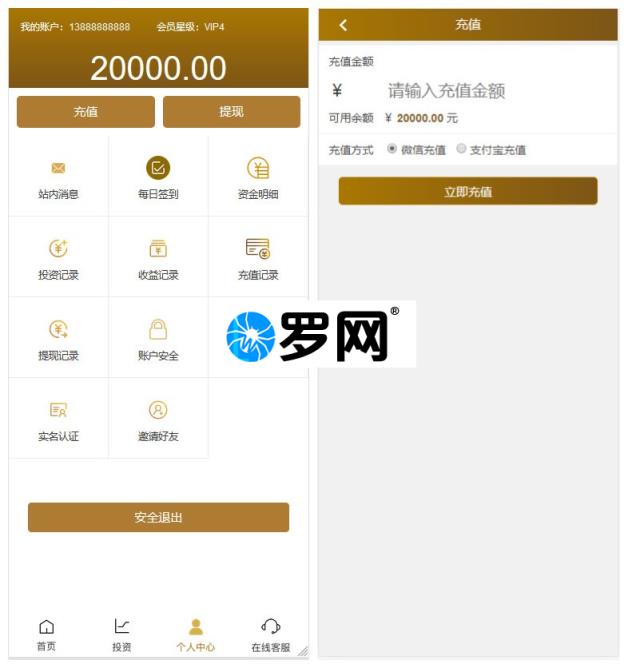 我的账户：13888888888 会员星级：VIP4
20000.00
充值 提现
站内消息 每日签到 资金明细
投资记录 收益记录 充值记录
提现记录 账户安全
实名认证 邀请好友
安全退出
首页 投资 个人中心 在线客服
充值
充值金额
¥ 请输入充值金额
可用余额 ¥ 20000.00 元
充值方式 微信充值 支付宝充值
立即充值
罗网®